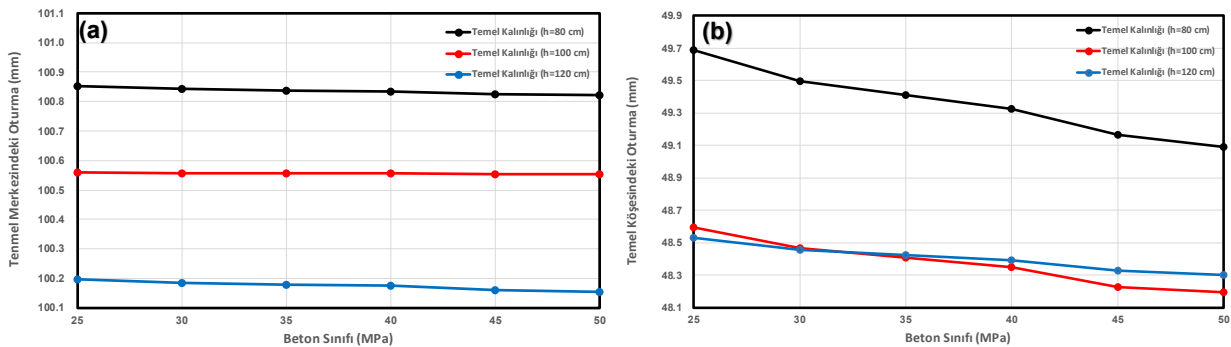 (a)
Tenmel Merkezindeki Oturma (mm)
101.1
101.0
100.9
100.8
100.7
100.6
100.5
100.4
100.3
100.2
100.1
Temel Kalınlığı (h=80 cm)
Temel Kalınlığı (h=100 cm)
Temel Kalınlığı (h=120 cm)
25 30 35 40 45 50
Beton Sınıfı (MPa)
(b)
Temel Köşesindeki Oturma (mm)
49.9
49.7
49.5
49.3
49.1
48.9
48.7
48.5
48.3
48.1
Temel Kalınlığı (h=80 cm)
Temel Kalınlığı (h=100 cm)
Temel Kalınlığı (h=120 cm)
25 30 35 40 45 50
Beton Sınıfı (MPa)